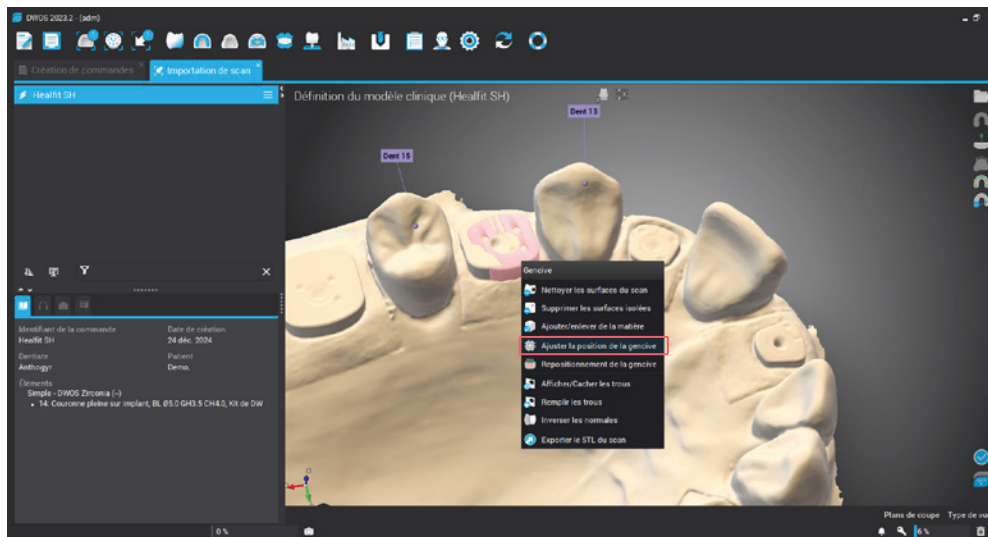 DWOS 2023.2 - (adm)
Création de commandes
Importation de scan
Healfit SH
Définition du modèle clinique (Healfit SH)
Dent 13
Dent 15
Gencive
Nettoyer les surfaces du scan
Supprimer les surfaces isolées
Ajouter/enlever de la matière
Ajuster la position de la gencive
Repositionnement de la gencive
Afficher/Cacher les trous
Remplir les trous
Inverser les normales
Exporter le STL du scan
Identifiant de la commande
Date de création
Healfit SH
24 déc. 2024
Dentiste
Patient
Anthogyr
Demo,
Éléments
Simple - DWOS Zirconia (-)
14: Couronne pleine sur implant, BL Ø5.0 GH3.5 CH4.0, Kit de DW
Plans de coupe Type de vue
0 %
6 %